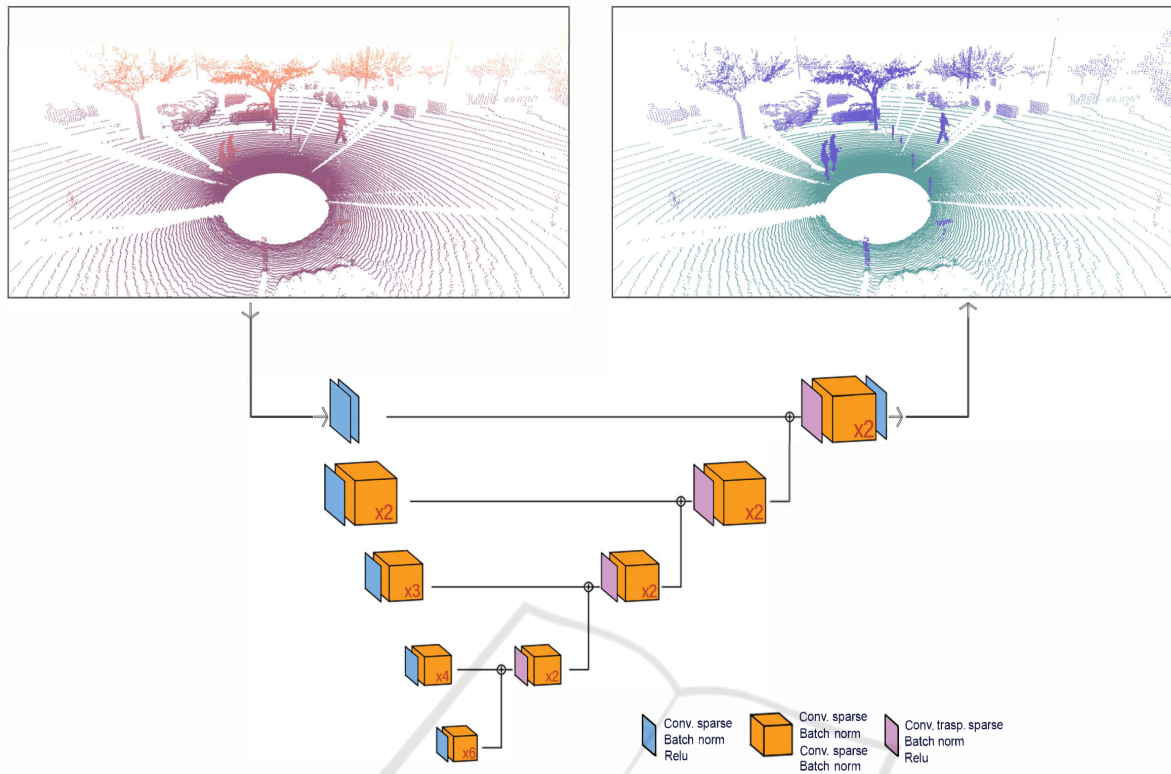 x2
x2
x2
x3
x2
x4
x2
x6
Conv. sparse
Batch norm
Relu
Conv. sparse
Batch norm
Conv. sparse
Batch norm
Conv. trasp. sparse
Batch norm
Relu